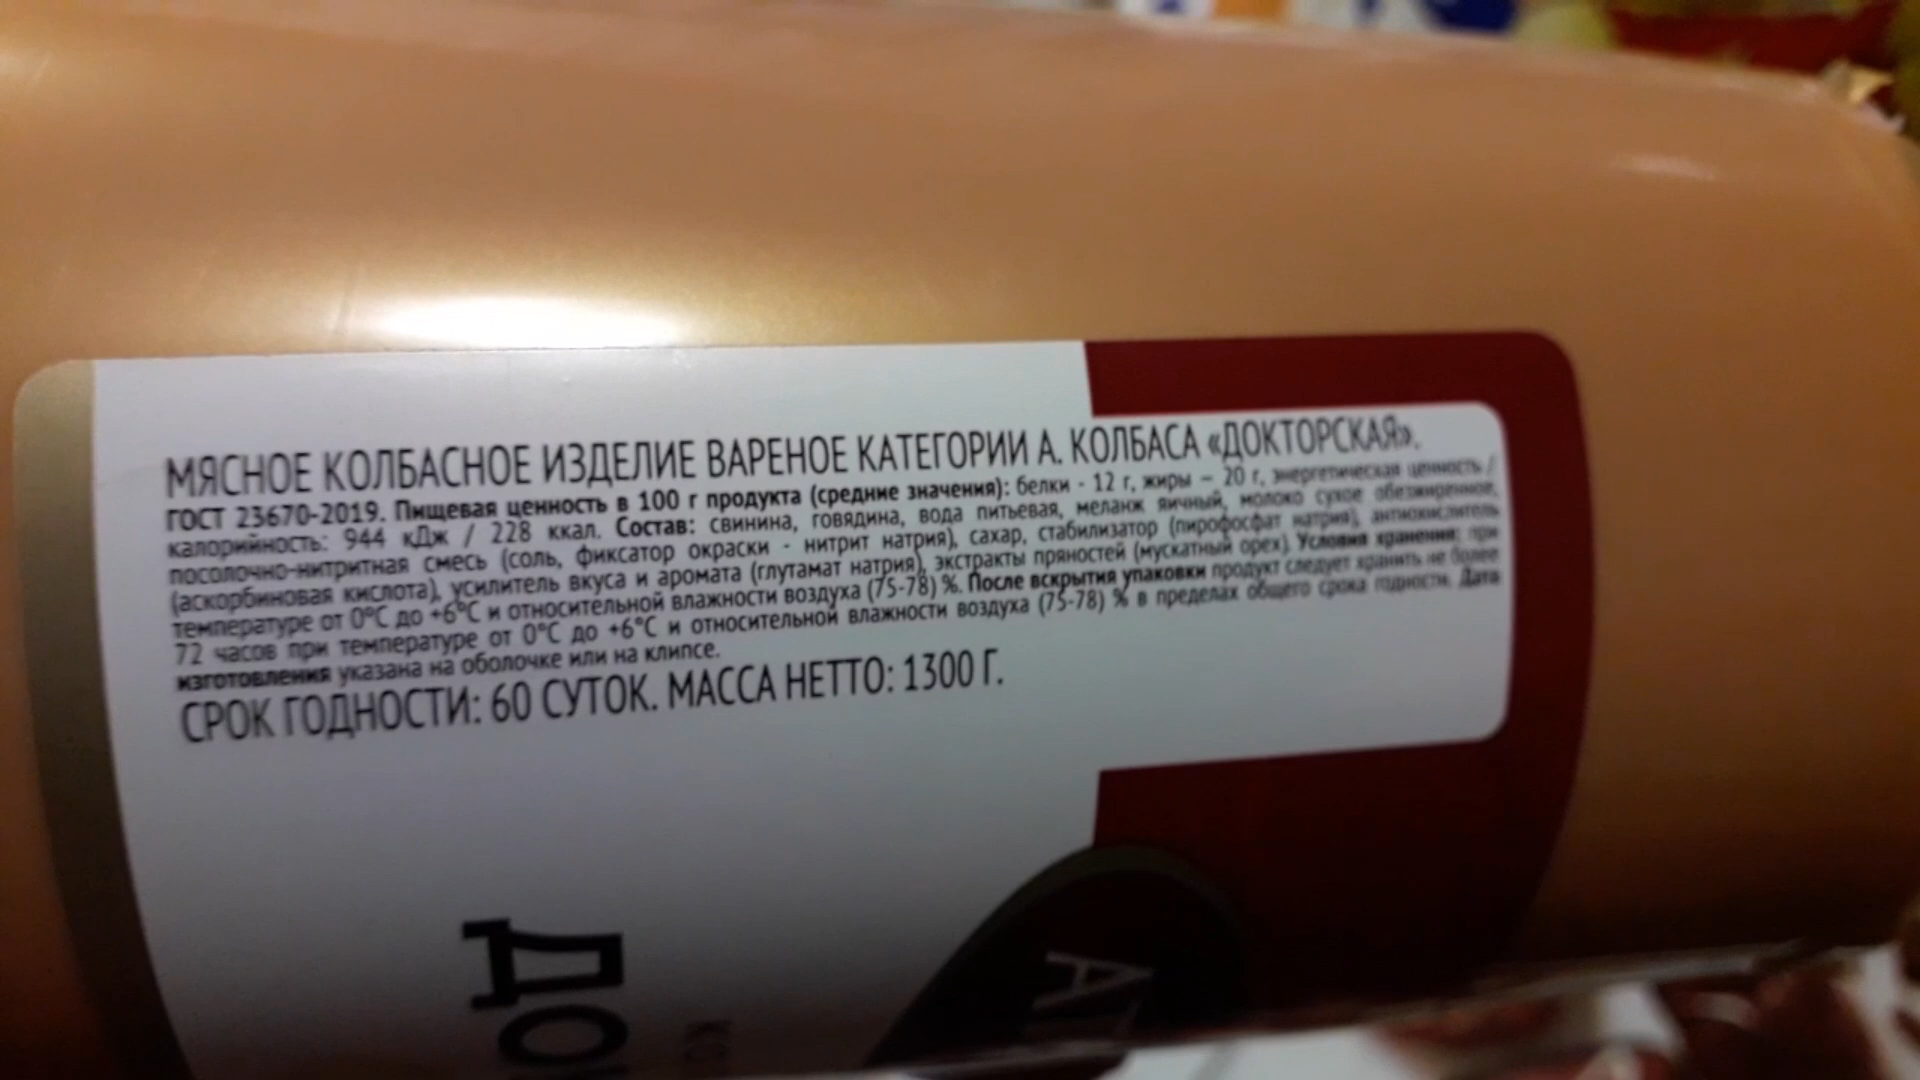 МЯСНОЕ КОЛБАСНОЕ ИЗДЕЛИЕ ВАРЕНОЕ КАТЕГОРИИ А. КОЛБАСА «ДОКТОРСКАЯ».
ГОСТ 23670-2019. Пищевая ценность в 100 г продукта (средние значения): белки - 12 г, жиры – 20 г, энергетическая ценность /
калорийность: 944 кДж / 228 ккал. Состав: свинина, говядина, вода питьевая, меланж яичный, молоко сухое обезжиренное,
посолочно-нитритная смесь (соль, фиксатор окраски - нитрит натрия), сахар, стабилизатор (пирофосфат натрия), антиокислитель
(аскорбиновая кислота), усилитель вкуса и аромата (глутамат натрия), экстракты пряностей (мускатный орех). Условия хранения: при
температуре от 0°С до +6°С и относительной влажности воздуха (75-78) %. После вскрытия упаковки продукт следует хранить не более
72 часов при температуре от 0°С до +6°С и относительной влажности воздуха (75-78) % в пределах общего срока годности. Дата
изготовления указана на оболочке или на клипсе.
СРОК ГОДНОСТИ: 60 СУТОК. МАССА НЕТТО: 1300 Г.
ДО
КО
АТ